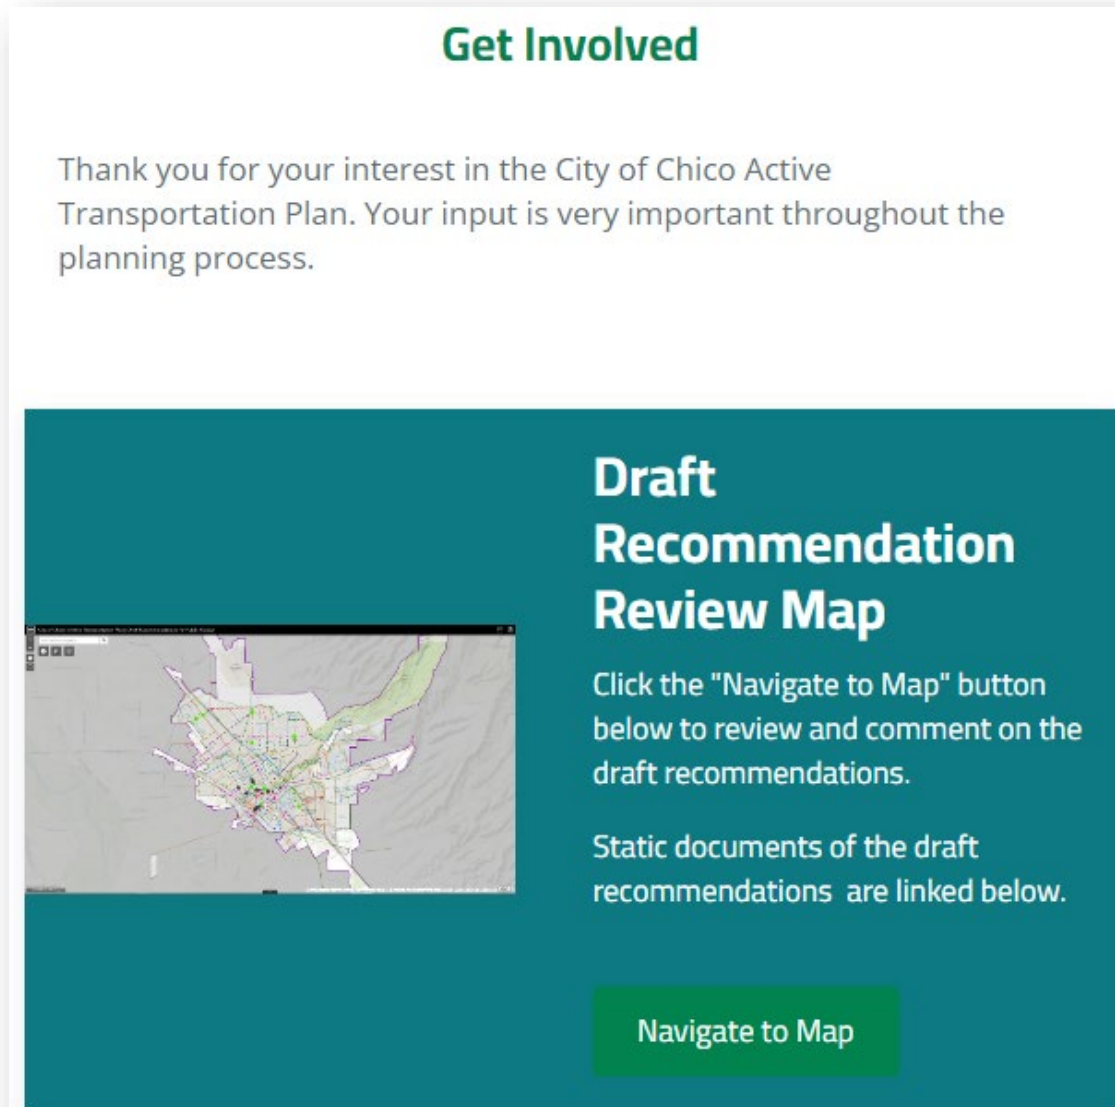 Get Involved
Thank you for your interest in the City of Chico Active
Transportation Plan. Your input is very important throughout the
planning process.
Draft
Recommendation
Review Map
Click the "Navigate to Map" button
below to review and comment on the
draft recommendations.
Static documents of the draft
recommendations  are linked below.
Navigate to Map